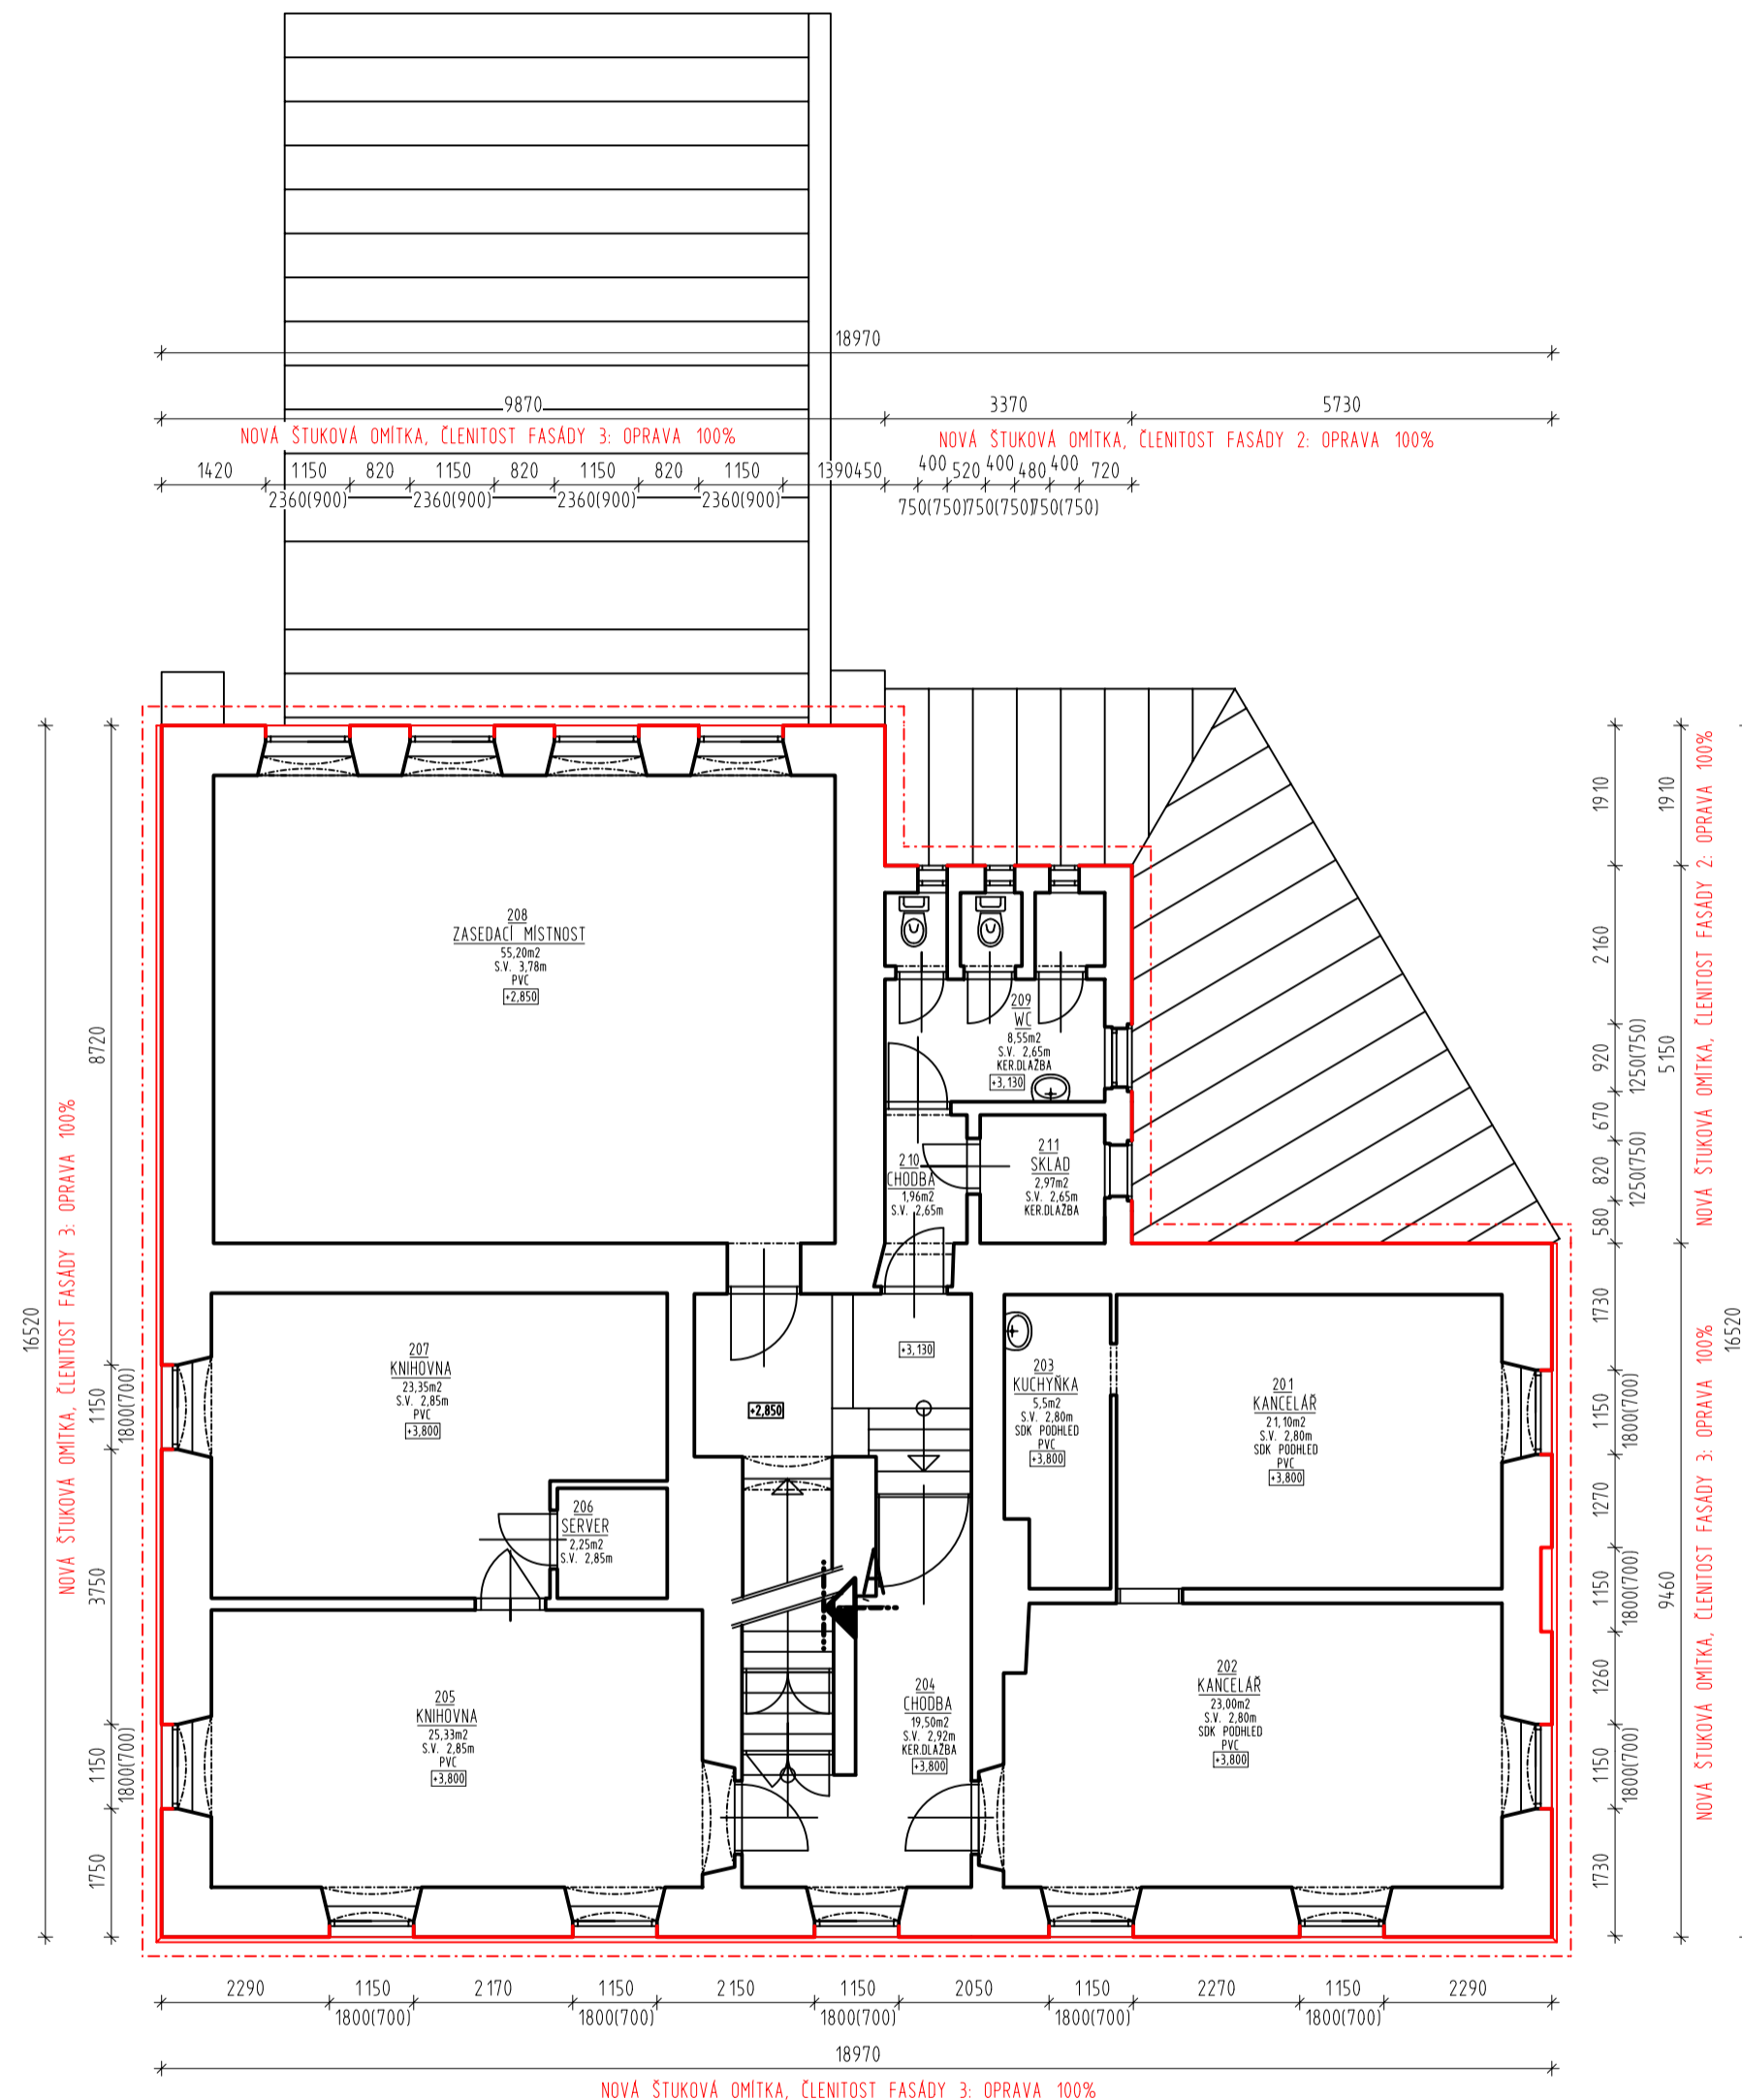 18970
9870
3370
5730
NOVÁ ŠTUKOVÁ OMÍTKA, ČLENITOST FASÁDY 3: OPRAVA 100%
NOVÁ ŠTUKOVÁ OMÍTKA, ČLENITOST FASÁDY 2: OPRAVA 100%
1420 1150 820 1150 820 1150 820 1150 1390 450 400 520 400 480 400 720
2360(900) 2360(900) 2360(900) 2360(900) 750(750) 750(750) 750(750)
208
ZASEDACÍ MÍSTNOST
55,20m2
S.V. 3,78m
PVC
+2,850
209
WC
8,55m2
S.V. 2,65m
KER.DLAŽBA
+3,130
210
CHODBA
1,96m2
S.V. 2,65m
211
SKLAD
2,97m2
S.V. 2,65m
KER.DLAŽBA
207
KNIHOVNA
23,35m2
S.V. 2,85m
PVC
+3,800
206
SERVER
2,25m2
S.V. 2,85m
+2,850
+3,130
203
KUCHYŇKA
5,5m2
S.V. 2,80m
SDK PODHLED
PVC
+3,800
201
KANCELÁŘ
21,10m2
S.V. 2,80m
SDK PODHLED
PVC
+3,800
205
KNIHOVNA
25,33m2
S.V. 2,85m
PVC
+3,800
A
204
CHODBA
19,50m2
S.V. 2,92m
KER.DLAŽBA
+3,800
202
KANCELÁŘ
23,00m2
S.V. 2,80m
SDK PODHLED
PVC
+3,800
16520
NOVÁ ŠTUKOVÁ OMÍTKA, ČLENITOST FASÁDY 3: OPRAVA 100%
8720
1150
1800(700)
3750
1150
1800(700)
1750
1910
2160
920
1250(750)
670
820
1250(750)
580
1730
1150
1800(700)
1270
1150
1800(700)
1260
1150
1800(700)
1730
1910
5150
9460
NOVÁ ŠTUKOVÁ OMÍTKA, ČLENITOST FASÁDY 2: OPRAVA 100%
NOVÁ ŠTUKOVÁ OMÍTKA, ČLENITOST FASÁDY 3: OPRAVA 100%
16520
2290 1150 2170 1150 2150 1150 2050 1150 2270 1150 2290
1800(700) 1800(700) 1800(700) 1800(700) 1800(700)
18970
NOVÁ ŠTUKOVÁ OMÍTKA, ČLENITOST FASÁDY 3: OPRAVA 100%